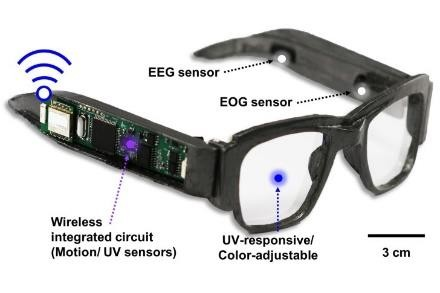 EEG sensor
EOG sensor
Wireless
integrated circuit
(Motion/ UV sensors)
UV-responsive/
Color-adjustable
3 cm